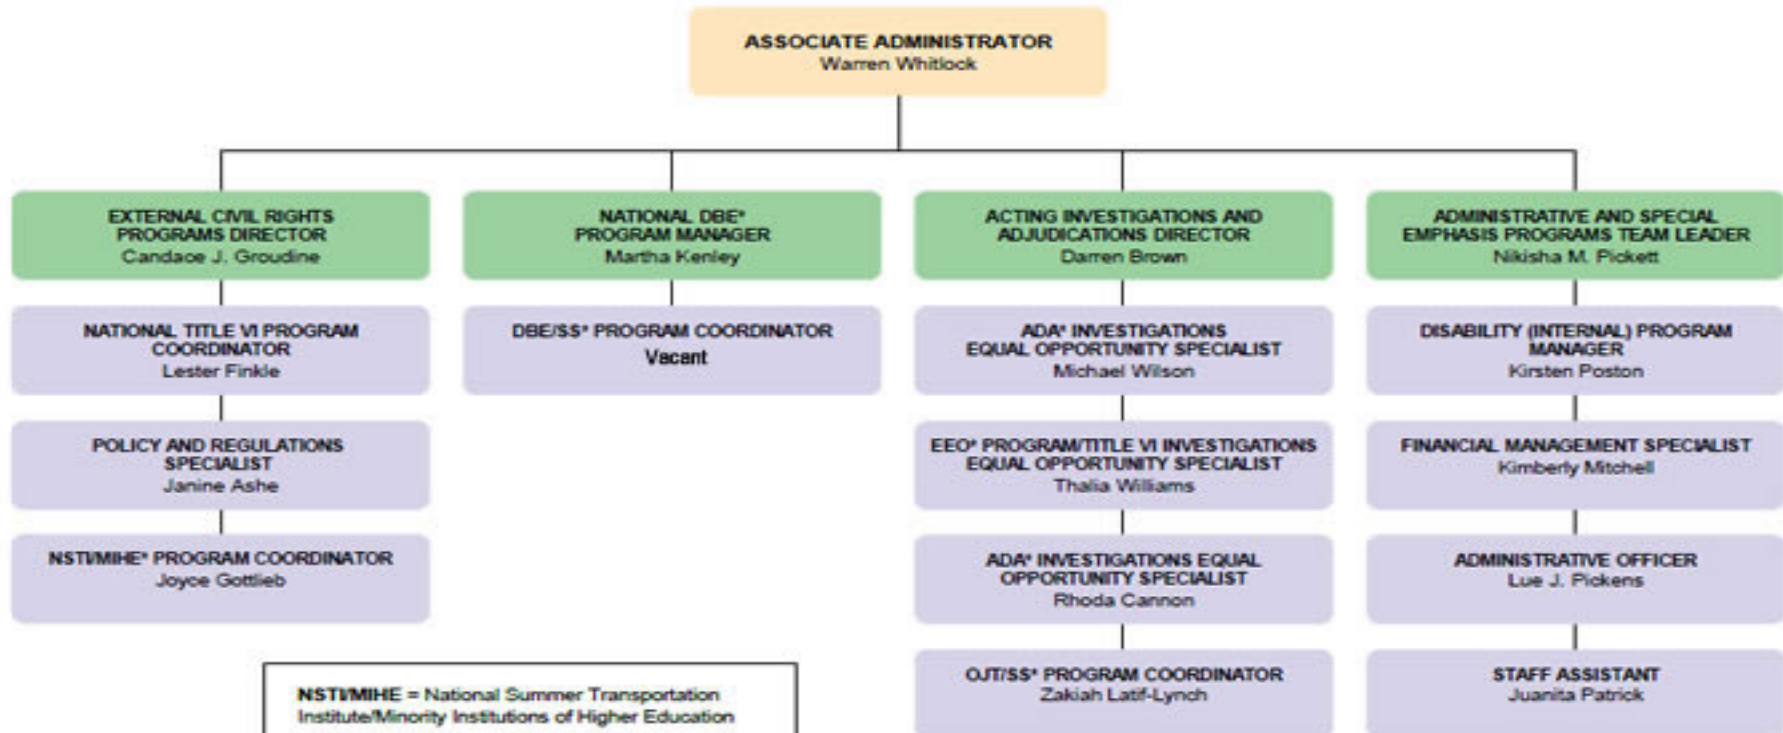 ASSOCIATE ADMINISTRATOR
Warren Whitlock
EXTERNAL CIVIL RIGHTS
PROGRAMS DIRECTOR
Candace J. Groudine
NATIONAL TITLE VI PROGRAM
COORDINATOR
Lester Finkle
POLICY AND REGULATIONS
SPECIALIST
Janine Ashe
NSTI/MIHE* PROGRAM COORDINATOR
Joyce Gottlieb
NATIONAL DBE*
PROGRAM MANAGER
Martha Kenley
DBE/SS* PROGRAM COORDINATOR
Vacant
ACTING INVESTIGATIONS AND
ADJUDICATIONS DIRECTOR
Darren Brown
ADA* INVESTIGATIONS
EQUAL OPPORTUNITY SPECIALIST
Michael Wilson
EEO* PROGRAM/TITLE VI INVESTIGATIONS
EQUAL OPPORTUNITY SPECIALIST
Thalia Williams
ADA* INVESTIGATIONS EQUAL
OPPORTUNITY SPECIALIST
Rhoda Cannon
OJT/SS* PROGRAM COORDINATOR
Zakiah Latif-Lynch
ADMINISTRATIVE AND SPECIAL
EMPHASIS PROGRAMS TEAM LEADER
Nikisha M. Pickett
DISABILITY (INTERNAL) PROGRAM
MANAGER
Kirsten Poston
FINANCIAL MANAGEMENT SPECIALIST
Kimberly Mitchell
ADMINISTRATIVE OFFICER
Lue J. Pickens
STAFF ASSISTANT
Juanita Patrick
NSTI/MIHE = National Summer Transportation
Institute/Minority Institutions of Higher Education